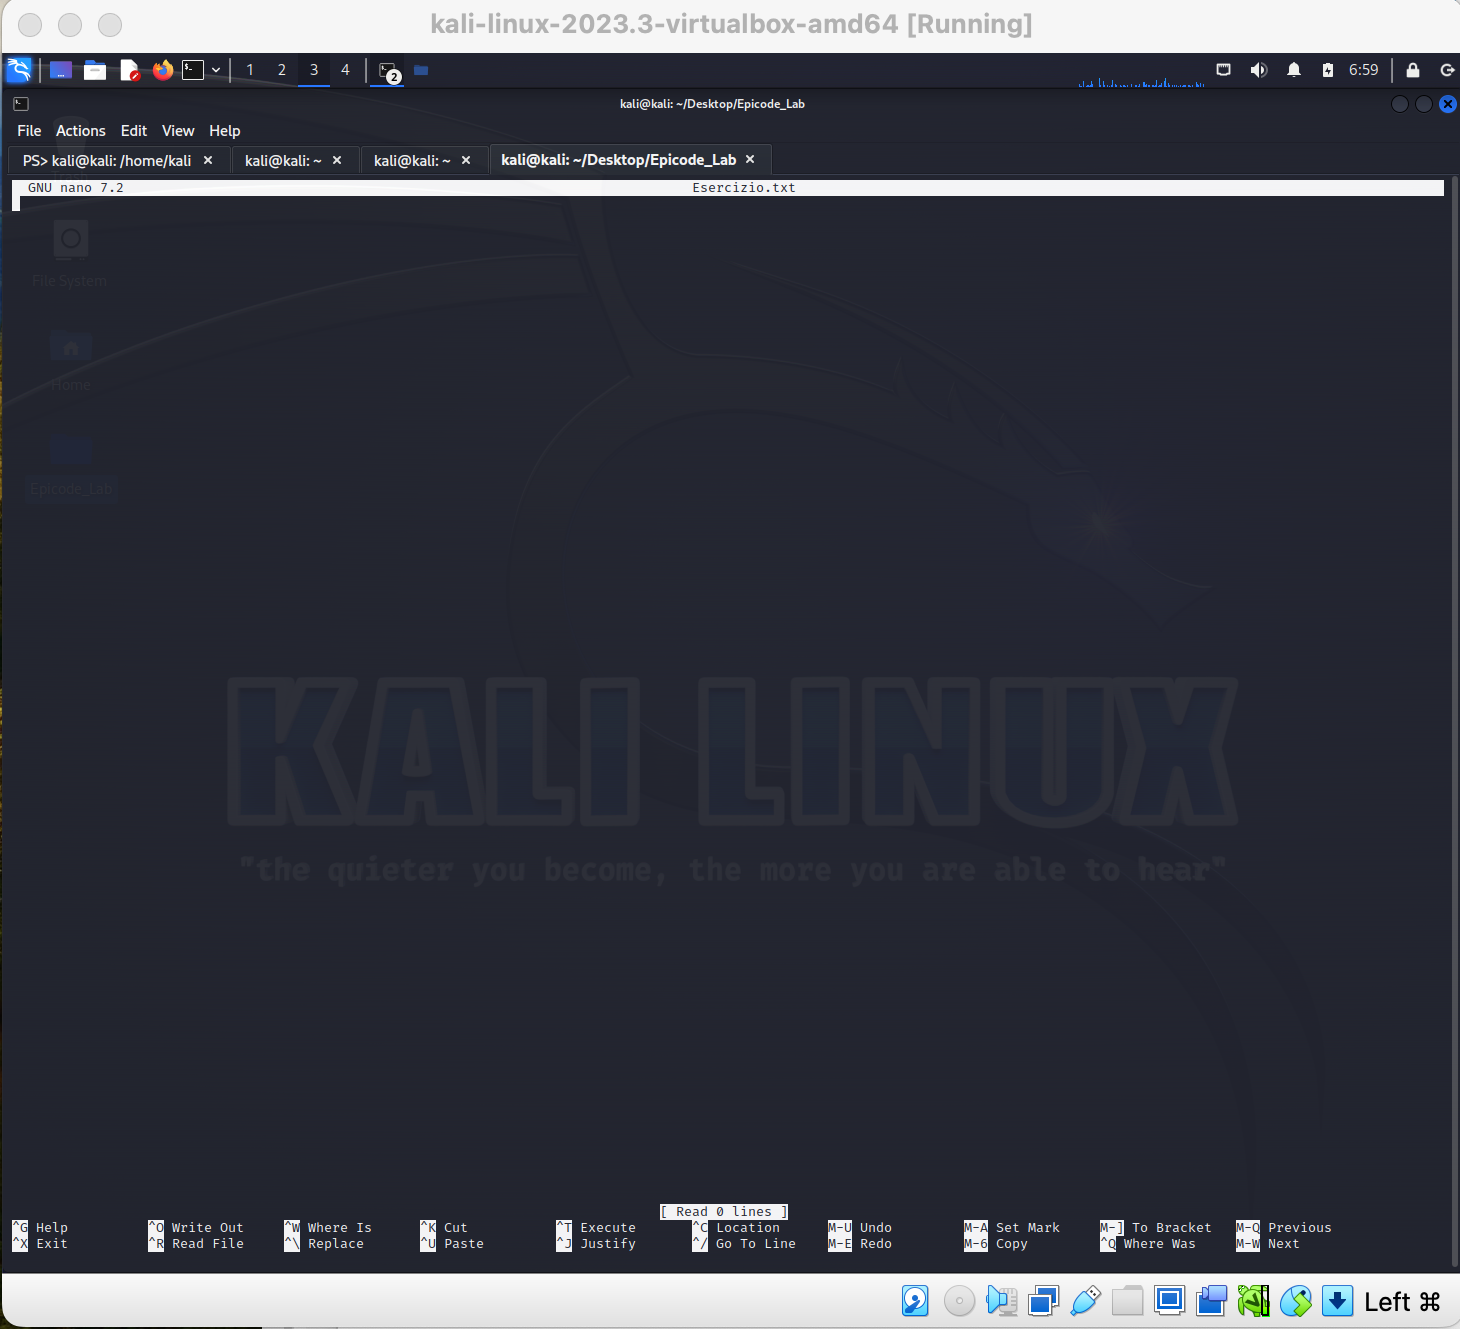 kali-linux-2023.3-virtualbox-amd64 [Running]
1 2 3 4 2 6:59
kali@kali: ~/Desktop/Epicode_Lab
File Actions Edit View Help
PS> kali@kali: /home/kali × kali@kali: ~ × kali@kali: ~ × kali@kali: ~/Desktop/Epicode_Lab ×
GNU nano 7.2 Esercizio.txt
File System
Home
Epicode_Lab
KALI LINUX
"the quieter you become, the more you are able to hear"
[ Read 0 lines ]
^G Help ^O Write Out ^W Where Is ^K Cut ^T Execute ^C Location M-U Undo M-A Set Mark M-] To Bracket M-Q Previous
^X Exit ^R Read File ^\ Replace ^U Paste ^J Justify ^/ Go To Line M-E Redo M-6 Copy ^Q Where Was M-W Next
Left ⌘